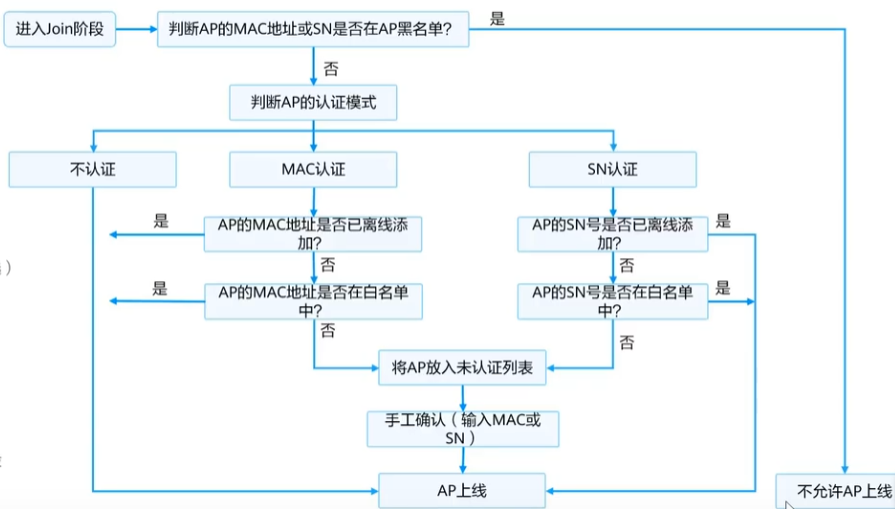 进入Join阶段
判断AP的MAC地址或SN是否在AP黑名单?
是
否
判断AP的认证模式
不认证
MAC认证
SN认证
是
AP的MAC地址是否已离线添
加?
AP的SN号是否已离线添
加?
是
否
否
是
AP的MAC地址是否在白名单
中?
AP的SN号是否在白名单
中?
是
否
否
将AP放入未认证列表
手工确认（输入MAC或
SN）
AP上线
不允许AP上线